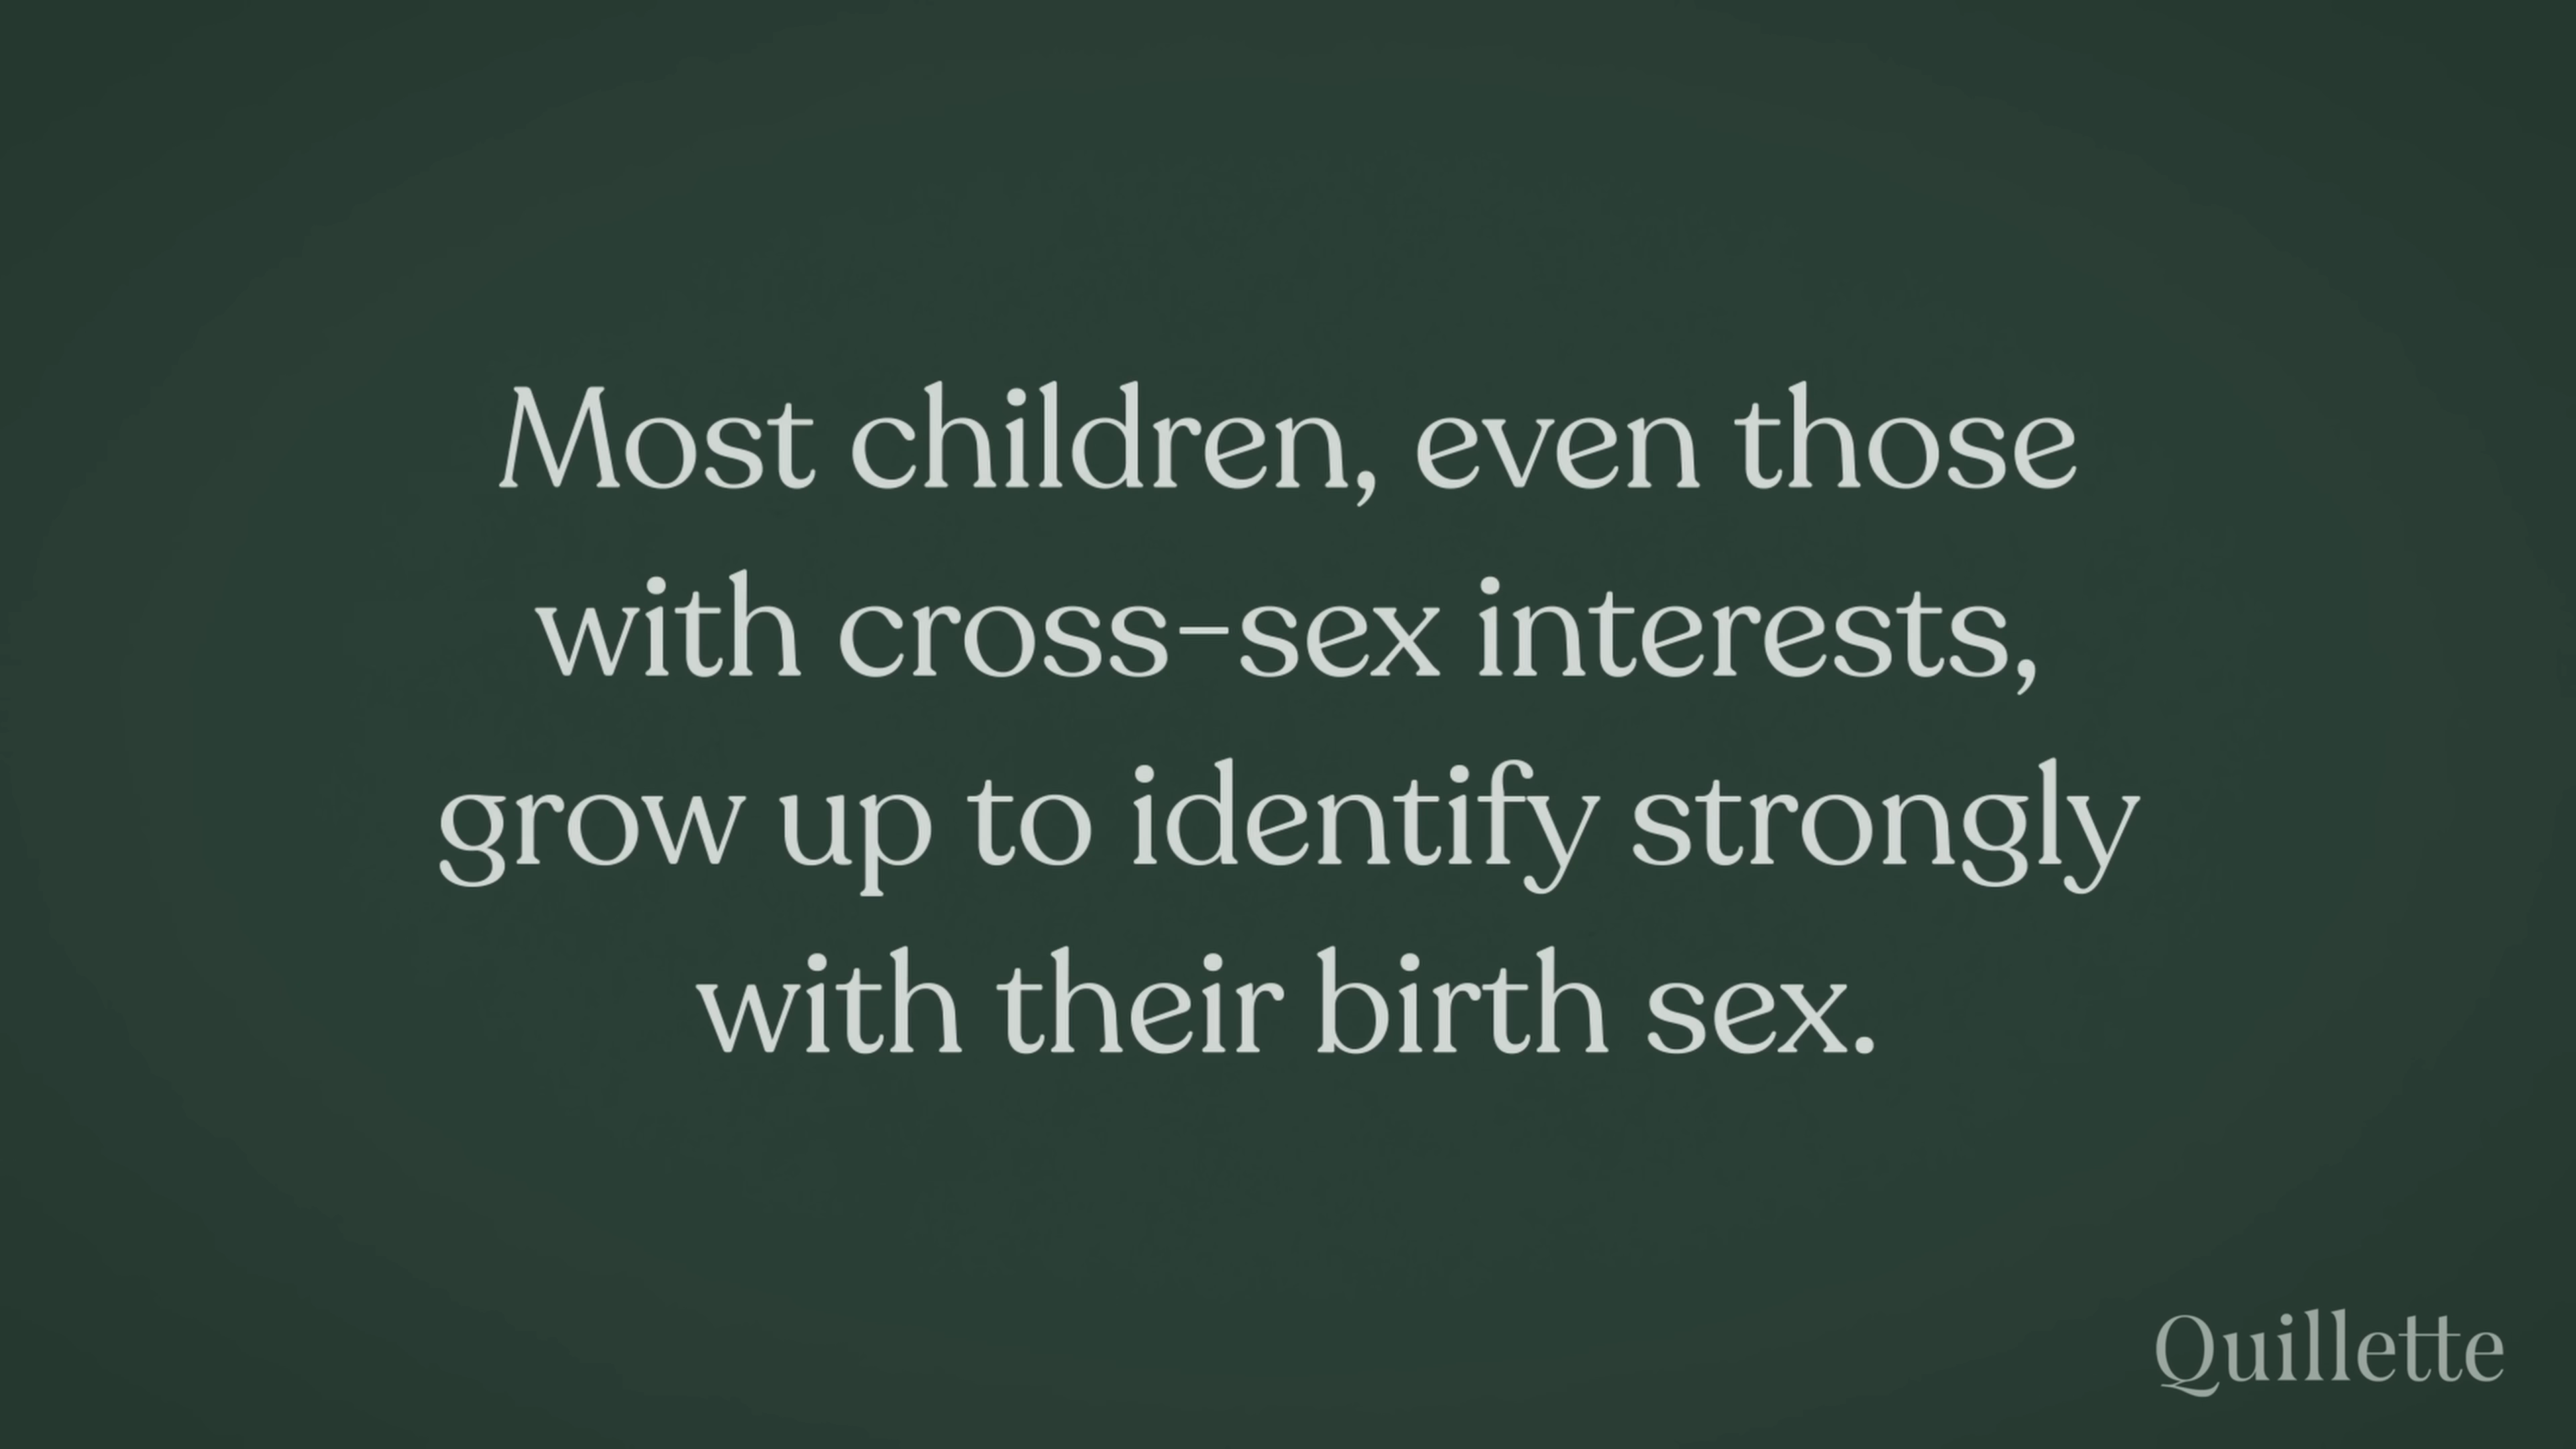 Most children, even those
with cross-sex interests,
grow up to identify strongly
with their birth sex.
Quillette